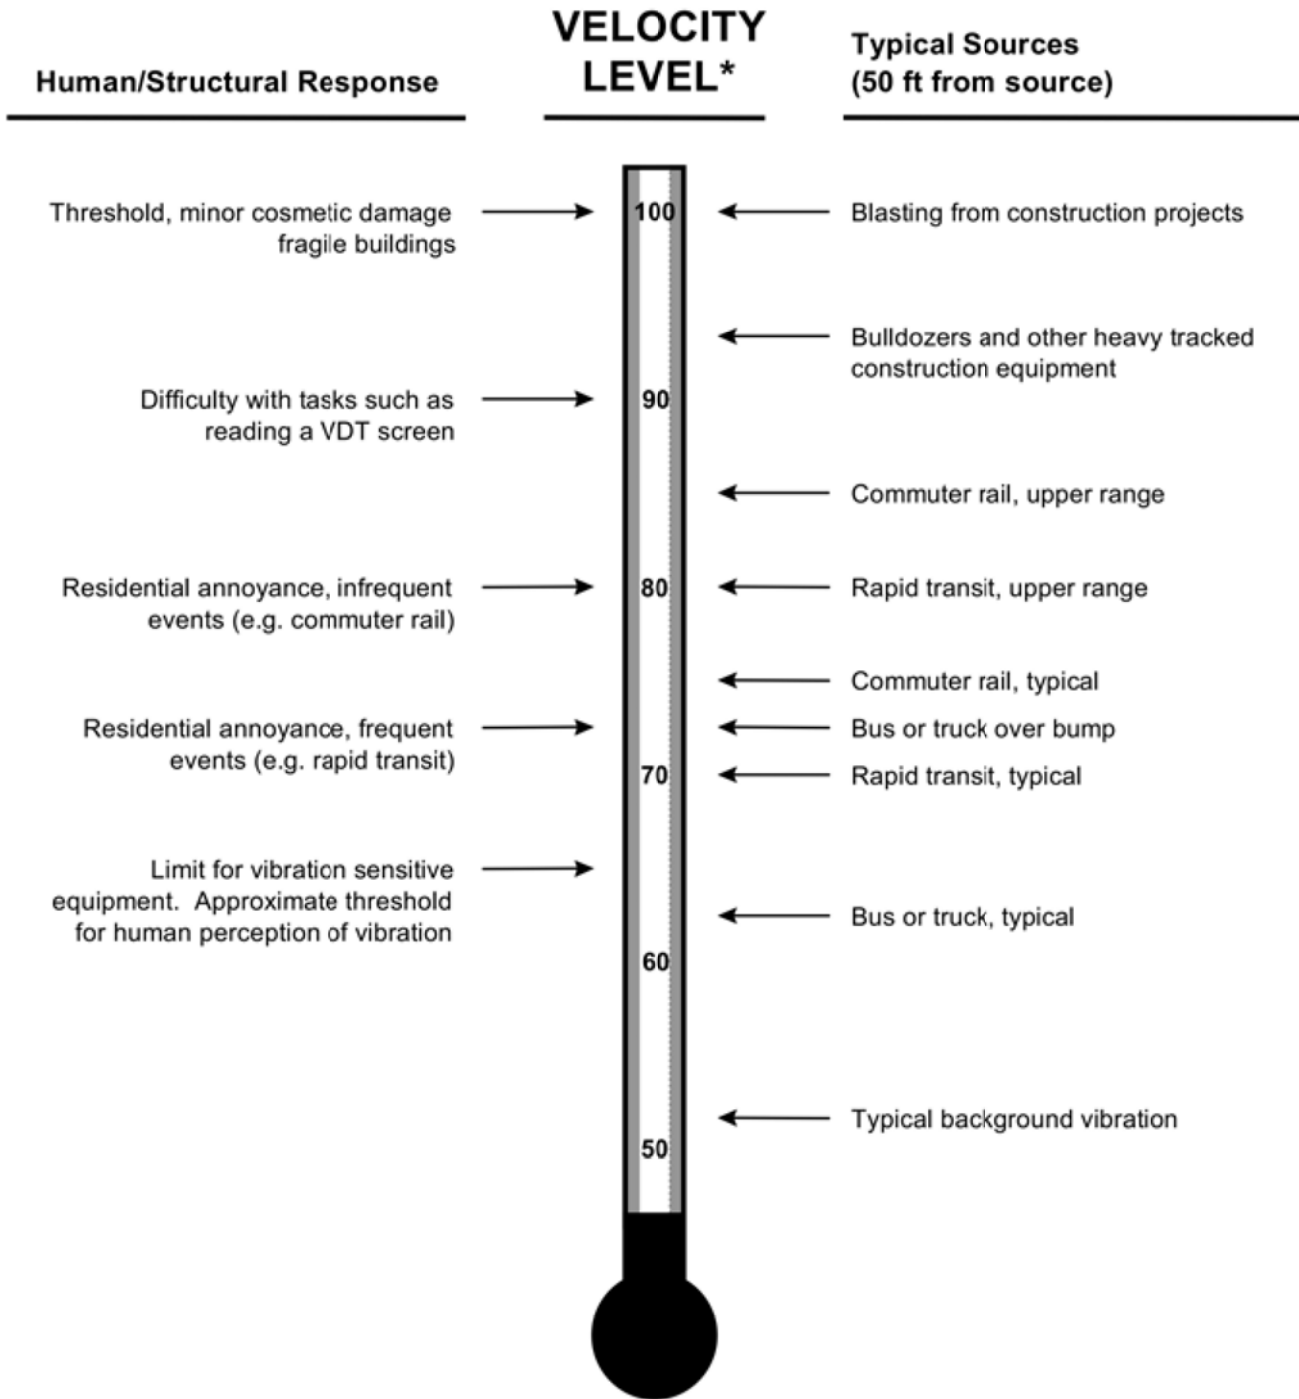 Human/Structural Response
VELOCITY
LEVEL*
Typical Sources
(50 ft from source)
Threshold, minor cosmetic damage
fragile buildings
100
Blasting from construction projects
Bulldozers and other heavy tracked
construction equipment
Difficulty with tasks such as
reading a VDT screen
90
Commuter rail, upper range
Residential annoyance, infrequent
events (e.g. commuter rail)
80
Rapid transit, upper range
Commuter rail, typical
Residential annoyance, frequent
events (e.g. rapid transit)
Bus or truck over bump
70
Rapid transit, typical
Limit for vibration sensitive
equipment. Approximate threshold
for human perception of vibration
Bus or truck, typical
60
Typical background vibration
50